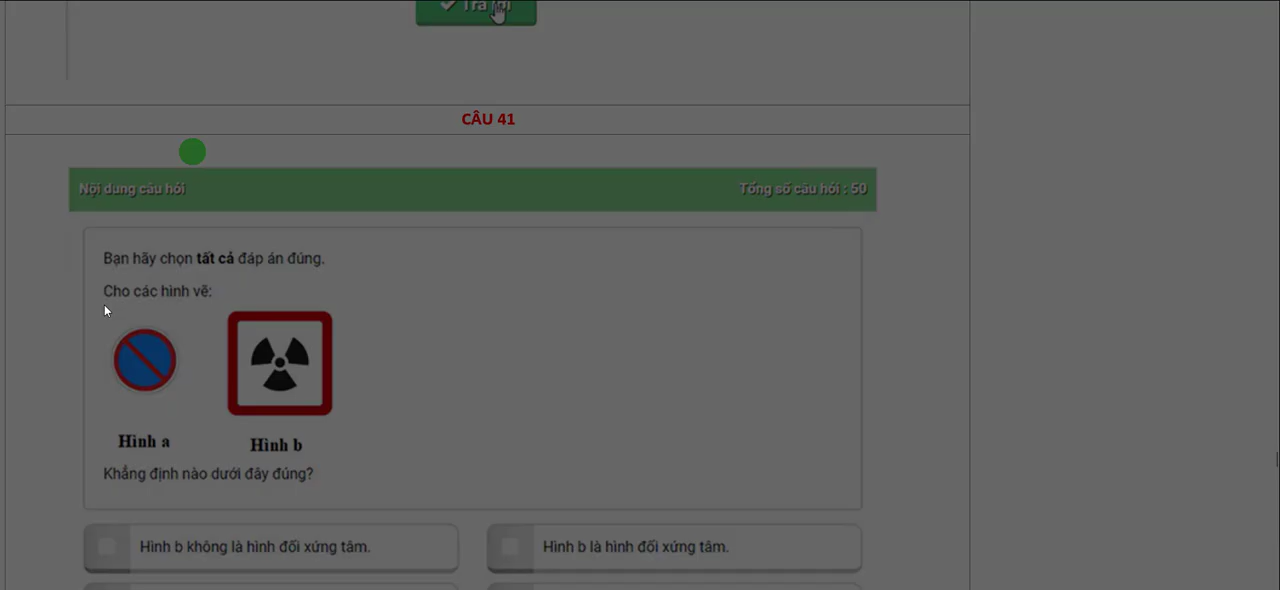 Trả lời
CÂU 41
Nội dung câu hỏi
Tổng số câu hỏi : 50
Bạn hãy chọn tất cả đáp án đúng.
Cho các hình vẽ:
Hình a
Hình b
Khẳng định nào dưới đây đúng?
Hình b không là hình đối xứng tâm.
Hình b là hình đối xứng tâm.